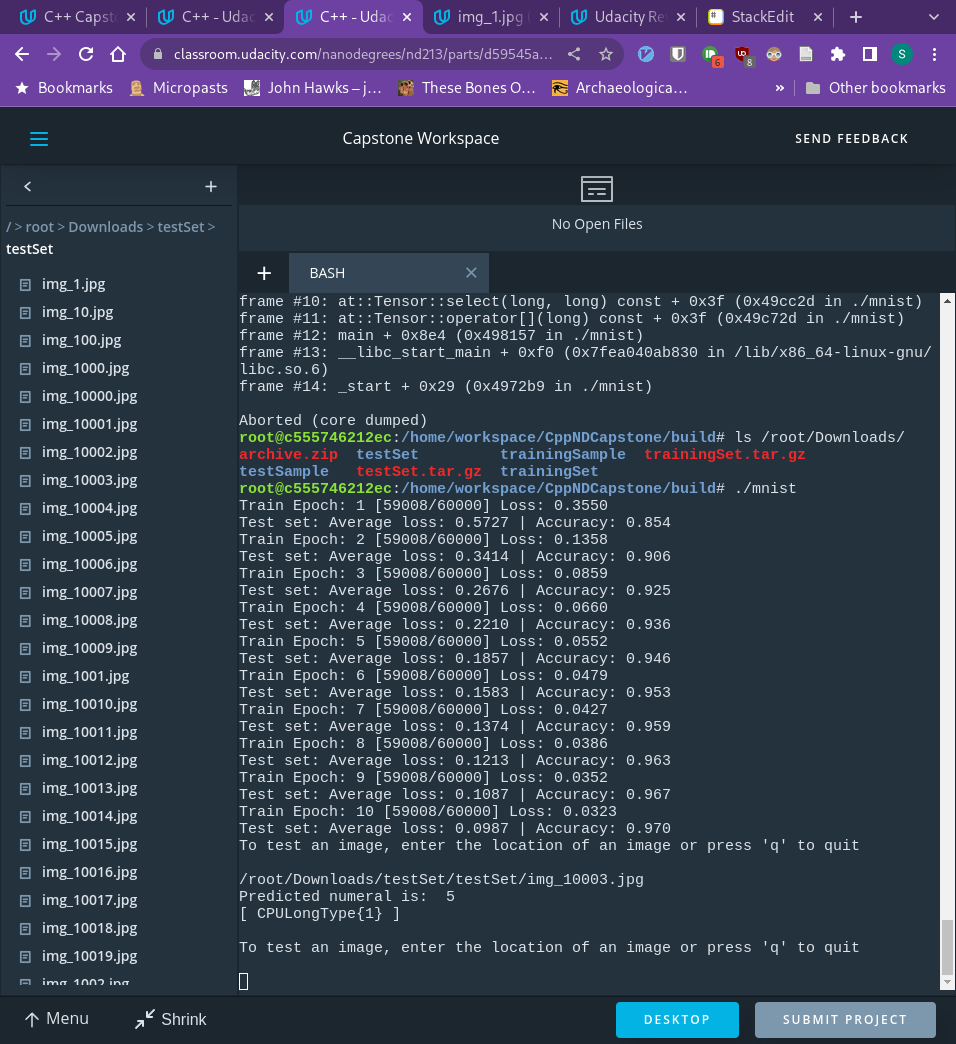 C++ Capst
C++ - Udac
C++ - Udac
img_1.jpg
Udacity Re
StackEdit
classroom.udacity.com/nanodegrees/nd213/parts/d59545a...
6
8
S
Bookmarks
Micropasts
John Hawks – j...
These Bones O...
Archaeologica...
»
Other bookmarks
Capstone Workspace
SEND FEEDBACK
/ > root > Downloads > testSet >
testSet
No Open Files
BASH
img_1.jpg
img_10.jpg
img_100.jpg
img_1000.jpg
img_10000.jpg
img_10001.jpg
img_10002.jpg
img_10003.jpg
img_10004.jpg
img_10005.jpg
img_10006.jpg
img_10007.jpg
img_10008.jpg
img_10009.jpg
img_1001.jpg
img_10010.jpg
img_10011.jpg
img_10012.jpg
img_10013.jpg
img_10014.jpg
img_10015.jpg
img_10016.jpg
img_10017.jpg
img_10018.jpg
img_10019.jpg
img_1002.jpg
frame #10: at::Tensor::select(long, long) const + 0x3f (0x49cc2d in ./mnist)
frame #11: at::Tensor::operator[](long) const + 0x3f (0x49c72d in ./mnist)
frame #12: main + 0x8e4 (0x498157 in ./mnist)
frame #13: __libc_start_main + 0xf0 (0x7fea040ab830 in /lib/x86_64-linux-gnu/
libc.so.6)
frame #14: _start + 0x29 (0x4972b9 in ./mnist)
Aborted (core dumped)
root@c555746212ec:/home/workspace/CppNDCapstone/build# ls /root/Downloads/
archive.zip testSet trainingSample trainingSet.tar.gz
testSample testSet.tar.gz trainingSet
root@c555746212ec:/home/workspace/CppNDCapstone/build# ./mnist
Train Epoch: 1 [59008/60000] Loss: 0.3550
Test set: Average loss: 0.5727 | Accuracy: 0.854
Train Epoch: 2 [59008/60000] Loss: 0.1358
Test set: Average loss: 0.3414 | Accuracy: 0.906
Train Epoch: 3 [59008/60000] Loss: 0.0859
Test set: Average loss: 0.2676 | Accuracy: 0.925
Train Epoch: 4 [59008/60000] Loss: 0.0660
Test set: Average loss: 0.2210 | Accuracy: 0.936
Train Epoch: 5 [59008/60000] Loss: 0.0552
Test set: Average loss: 0.1857 | Accuracy: 0.946
Train Epoch: 6 [59008/60000] Loss: 0.0479
Test set: Average loss: 0.1583 | Accuracy: 0.953
Train Epoch: 7 [59008/60000] Loss: 0.0427
Test set: Average loss: 0.1374 | Accuracy: 0.959
Train Epoch: 8 [59008/60000] Loss: 0.0386
Test set: Average loss: 0.1213 | Accuracy: 0.963
Train Epoch: 9 [59008/60000] Loss: 0.0352
Test set: Average loss: 0.1087 | Accuracy: 0.967
Train Epoch: 10 [59008/60000] Loss: 0.0323
Test set: Average loss: 0.0987 | Accuracy: 0.970
To test an image, enter the location of an image or press 'q' to quit
/root/Downloads/testSet/testSet/img_10003.jpg
Predicted numeral is:  5
[ CPULongType{1} ]
To test an image, enter the location of an image or press 'q' to quit
Menu
Shrink
DESKTOP
SUBMIT PROJECT